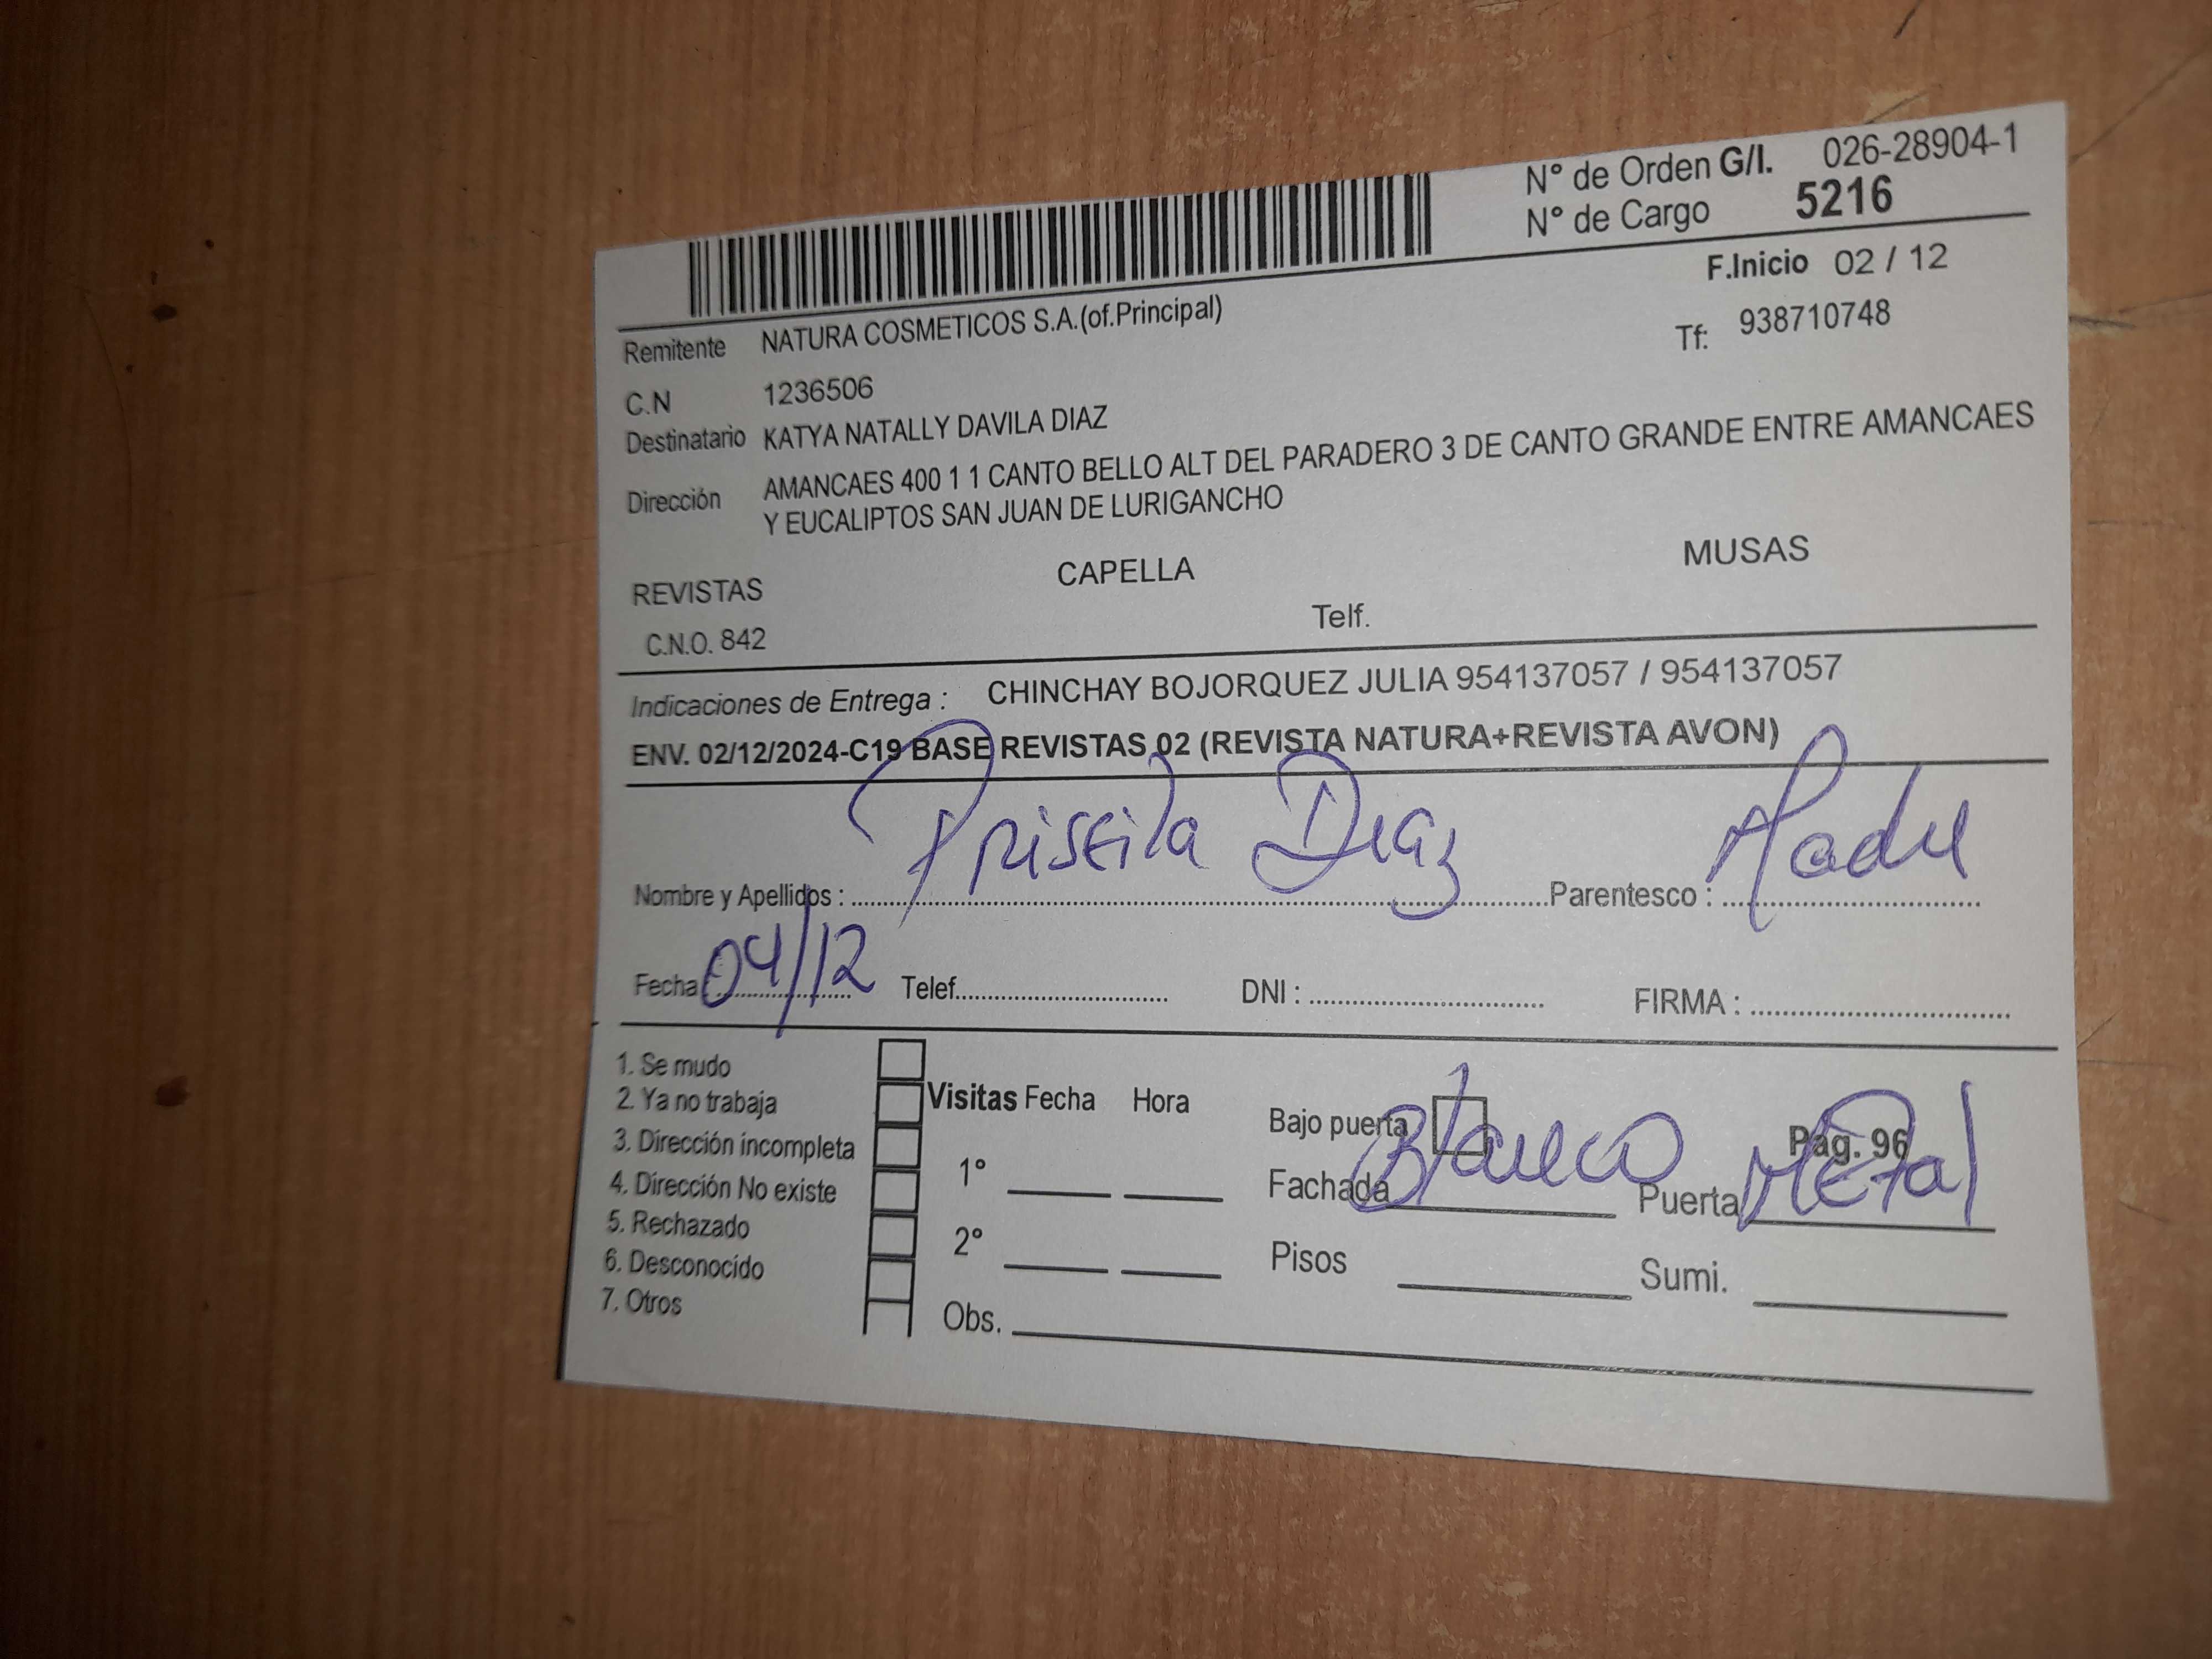 N° de Orden G/I. 026-28904-1
N° de Cargo 5216
F.Inicio 02 / 12
Remitente NATURA COSMETICOS S.A.(of.Principal)
Tf: 938710748
C.N 1236506
Destinatario KATYA NATALLY DAVILA DIAZ
Dirección AMANCAES 400 1 1 CANTO BELLO ALT DEL PARADERO 3 DE CANTO GRANDE ENTRE AMANCAES
Y EUCALIPTOS SAN JUAN DE LURIGANCHO
REVISTAS CAPELLA MUSAS
C.N.O. 842 Telf.
Indicaciones de Entrega : CHINCHAY BOJORQUEZ JULIA 954137057 / 954137057
ENV. 02/12/2024-C19 BASE REVISTAS 02 (REVISTA NATURA+REVISTA AVON)
Nombre y Apellidos : Priscila Diaz Parentesco : Madre
Fecha : 04/12 Telef. DNI : FIRMA :
1. Se mudo
2. Ya no trabaja
3. Dirección incompleta
4. Dirección No existe
5. Rechazado
6. Desconocido
7. Otros
Visitas Fecha Hora
1°
2°
Obs.
Bajo puerta Pág. 96
Fachada Blanco Puerta Metal
Pisos Sumi.